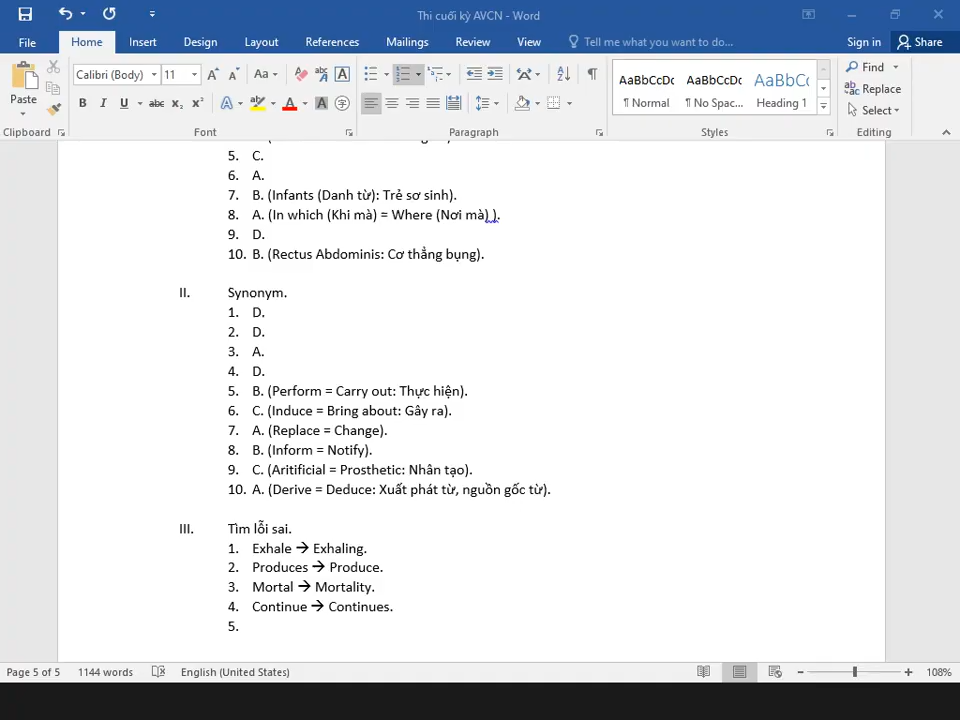 Thi cuối kỳ AVCN - Word
File Home Insert Design Layout References Mailings Review View Tell me what you want to do... Sign in Share
Calibri (Body) 11 Aa AaBbCcDc AaBbCcDc AaBbCc Find
Paste Replace
B I U abc x₂ x² A A A ¶ Normal ¶ No Spac... Heading 1 Select
Clipboard Font Paragraph Styles Editing
5. C.
6. A.
7. B. (Infants (Danh từ): Trẻ sơ sinh).
8. A. (In which (Khi mà) = Where (Nơi mà) ).
9. D.
10. B. (Rectus Abdominis: Cơ thẳng bụng).
II. Synonym.
1. D.
2. D.
3. A.
4. D.
5. B. (Perform = Carry out: Thực hiện).
6. C. (Induce = Bring about: Gây ra).
7. A. (Replace = Change).
8. B. (Inform = Notify).
9. C. (Aritificial = Prosthetic: Nhân tạo).
10. A. (Derive = Deduce: Xuất phát từ, nguồn gốc từ).
III. Tìm lỗi sai.
1. Exhale → Exhaling.
2. Produces → Produce.
3. Mortal → Mortality.
4. Continue → Continues.
5.
Page 5 of 5 1144 words English (United States) 108%